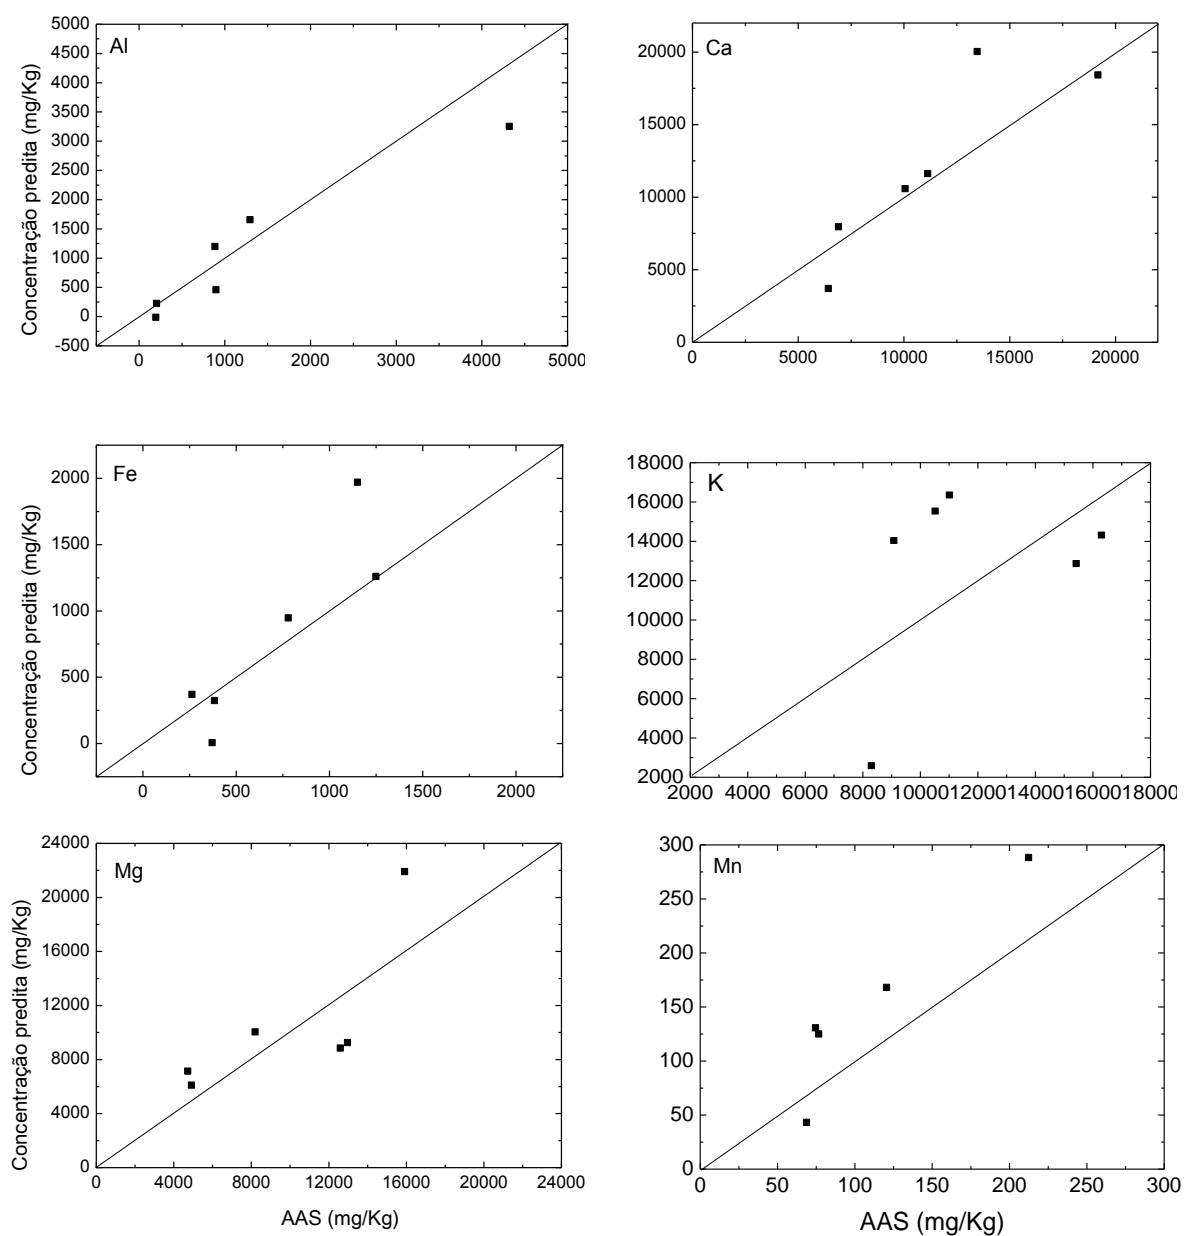 Al
Concentração predita (mg/Kg)
5000
4500
4000
3500
3000
2500
2000
1500
1000
500
0
-500
0 1000 2000 3000 4000 5000
Ca
20000
15000
10000
5000
0
0 5000 10000 15000 20000
Fe
Concentração predita (mg/Kg)
2000
1500
1000
500
0
0 500 1000 1500 2000
K
18000
16000
14000
12000
10000
8000
6000
4000
2000
2000 4000 6000 8000 10000 12000 14000 16000 18000
Mg
Concentração predita (mg/Kg)
24000
20000
16000
12000
8000
4000
0
0 4000 8000 12000 16000 20000 24000
AAS (mg/Kg)
Mn
300
250
200
150
100
50
0
0 50 100 150 200 250 300
AAS (mg/Kg)